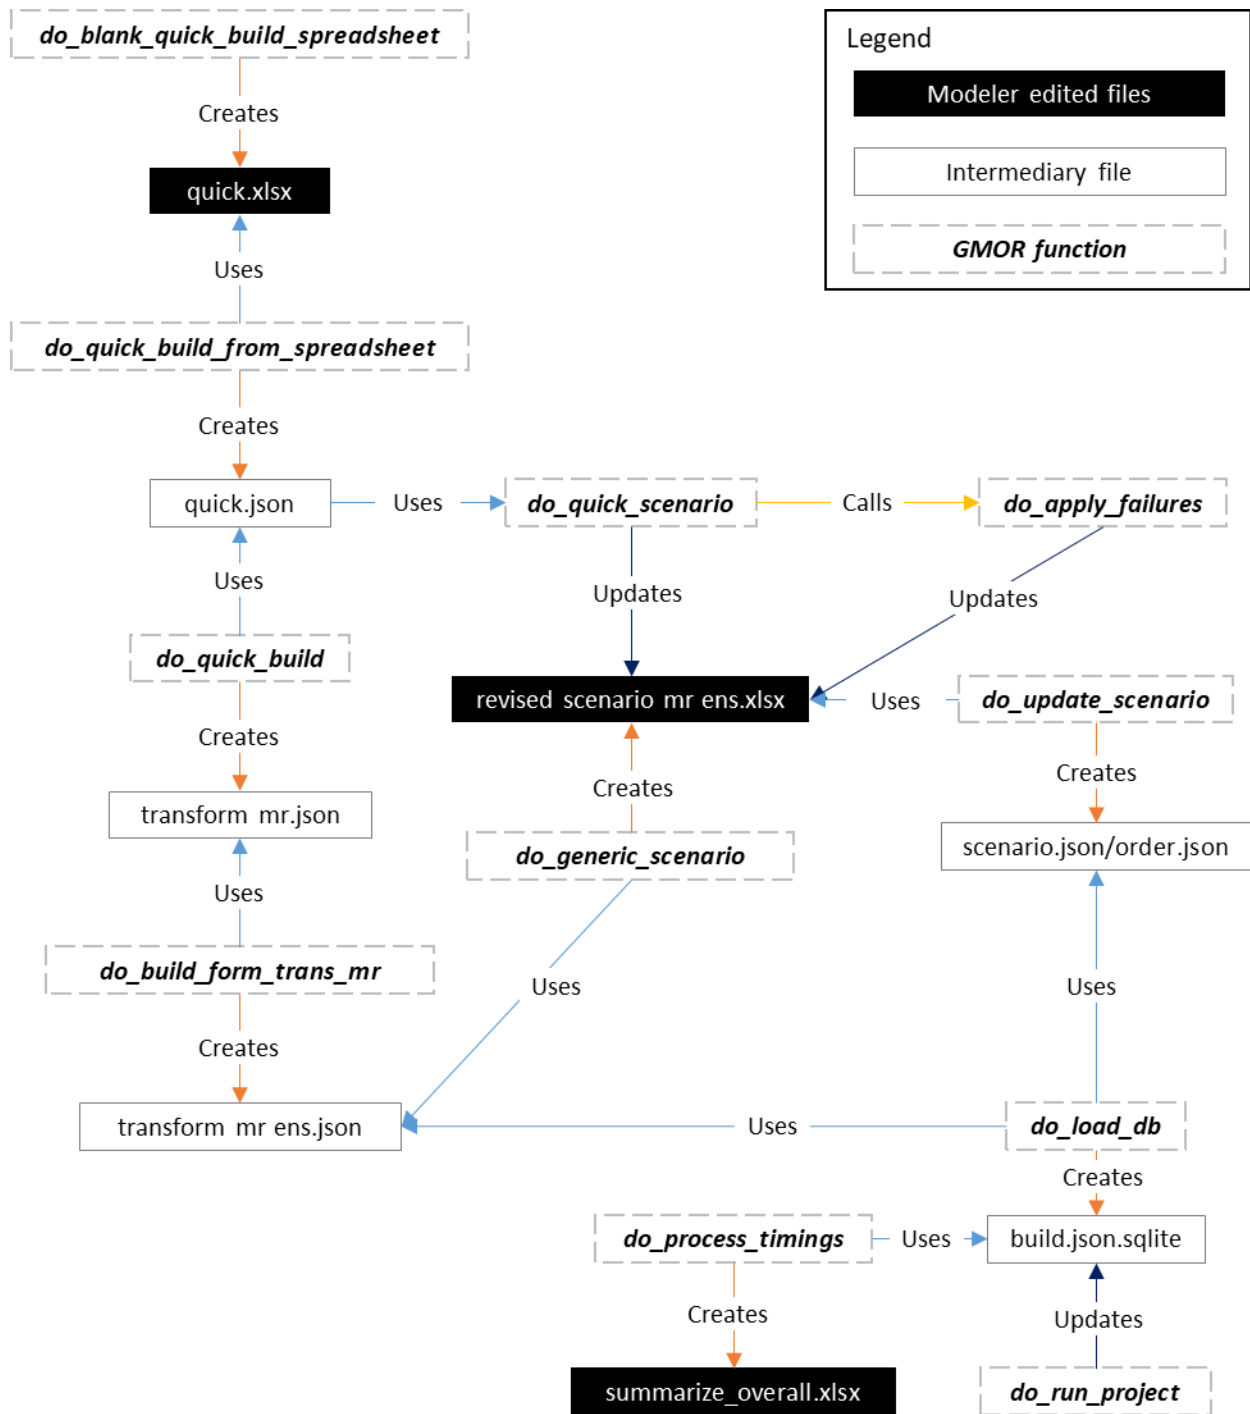 do_blank_quick_build_spreadsheet
Legend
Modeler edited files
Creates
Intermediary file
quick.xlsx
GMOR function
Uses
do_quick_build_from_spreadsheet
Creates
quick.json
Uses
do_quick_scenario
Calls
do_apply_failures
Uses
Updates
Updates
do_quick_build
revised scenario mr ens.xlsx
Uses
do_update_scenario
Creates
Creates
Creates
transform mr.json
do_generic_scenario
scenario.json/order.json
Uses
do_build_form_trans_mr
Uses
Uses
Creates
transform mr ens.json
Uses
do_load_db
Creates
do_process_timings
Uses
build.json.sqlite
Creates
Updates
summarize_overall.xlsx
do_run_project